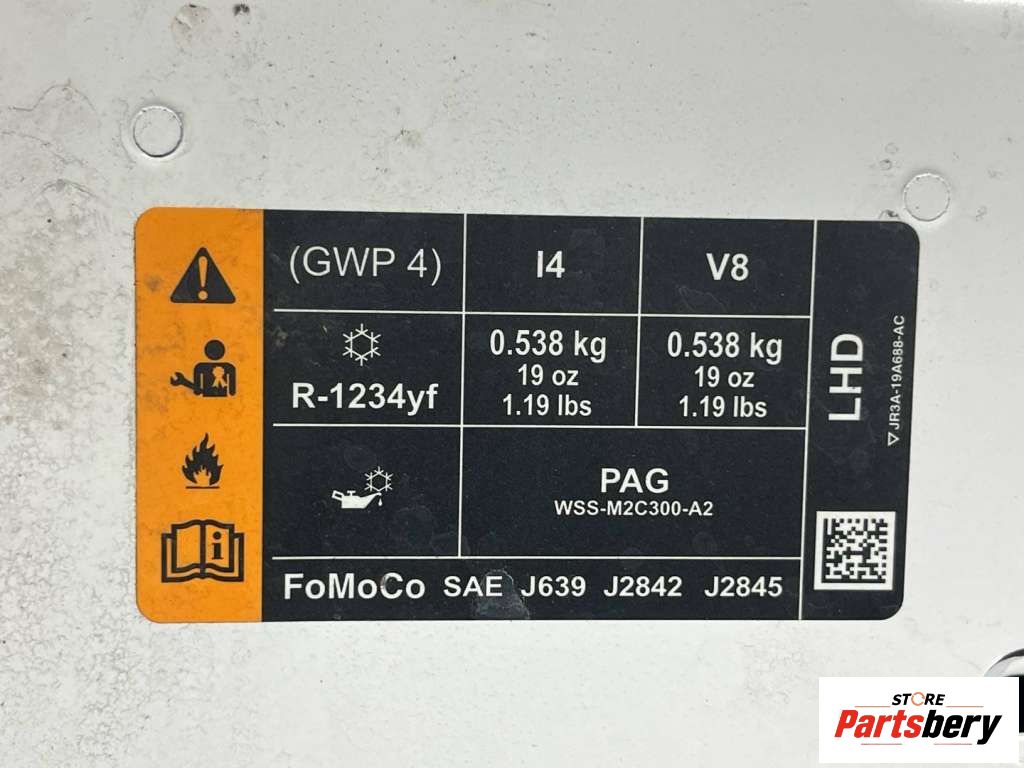 (GWP 4) I4 V8
R-1234yf
0.538 kg
19 oz
1.19 lbs
0.538 kg
19 oz
1.19 lbs
PAG
WSS-M2C300-A2
FoMoCo SAE J639 J2842 J2845
LHD
JR3A-19A688-AC
i
STORE
Partsbery